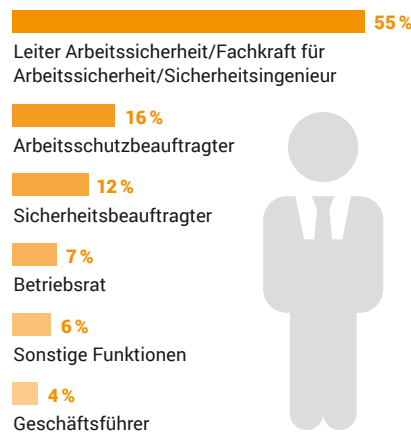 55 %
Leiter Arbeitssicherheit/Fachkraft für
Arbeitssicherheit/Sicherheitsingenieur
16 %
Arbeitsschutzbeauftragter
12 %
Sicherheitsbeauftragter
7 %
Betriebsrat
6 %
Sonstige Funktionen
4 %
Geschäftsführer